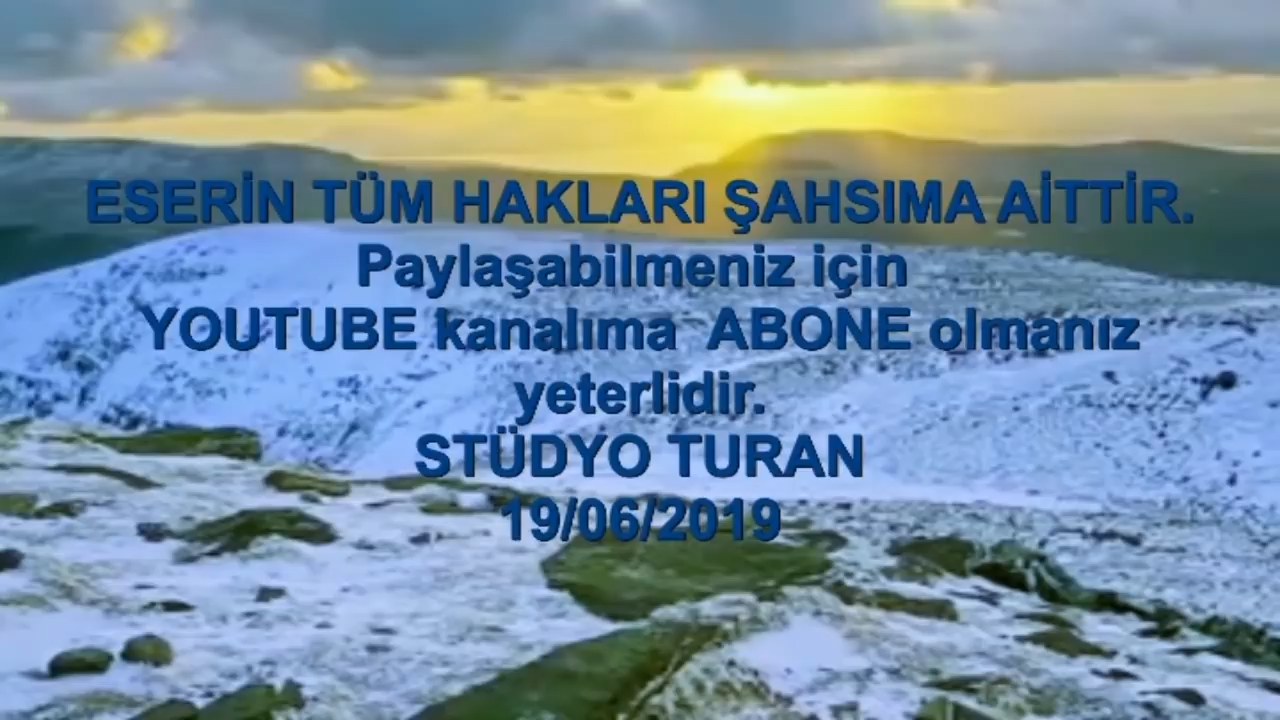 ESERİN TÜM HAKLARI ŞAHSIMA AİTTİR.
Paylaşabilmeniz için
YOUTUBE kanalıma ABONE olmanız
yeterlidir.
STÜDYO TURAN
19/06/2019